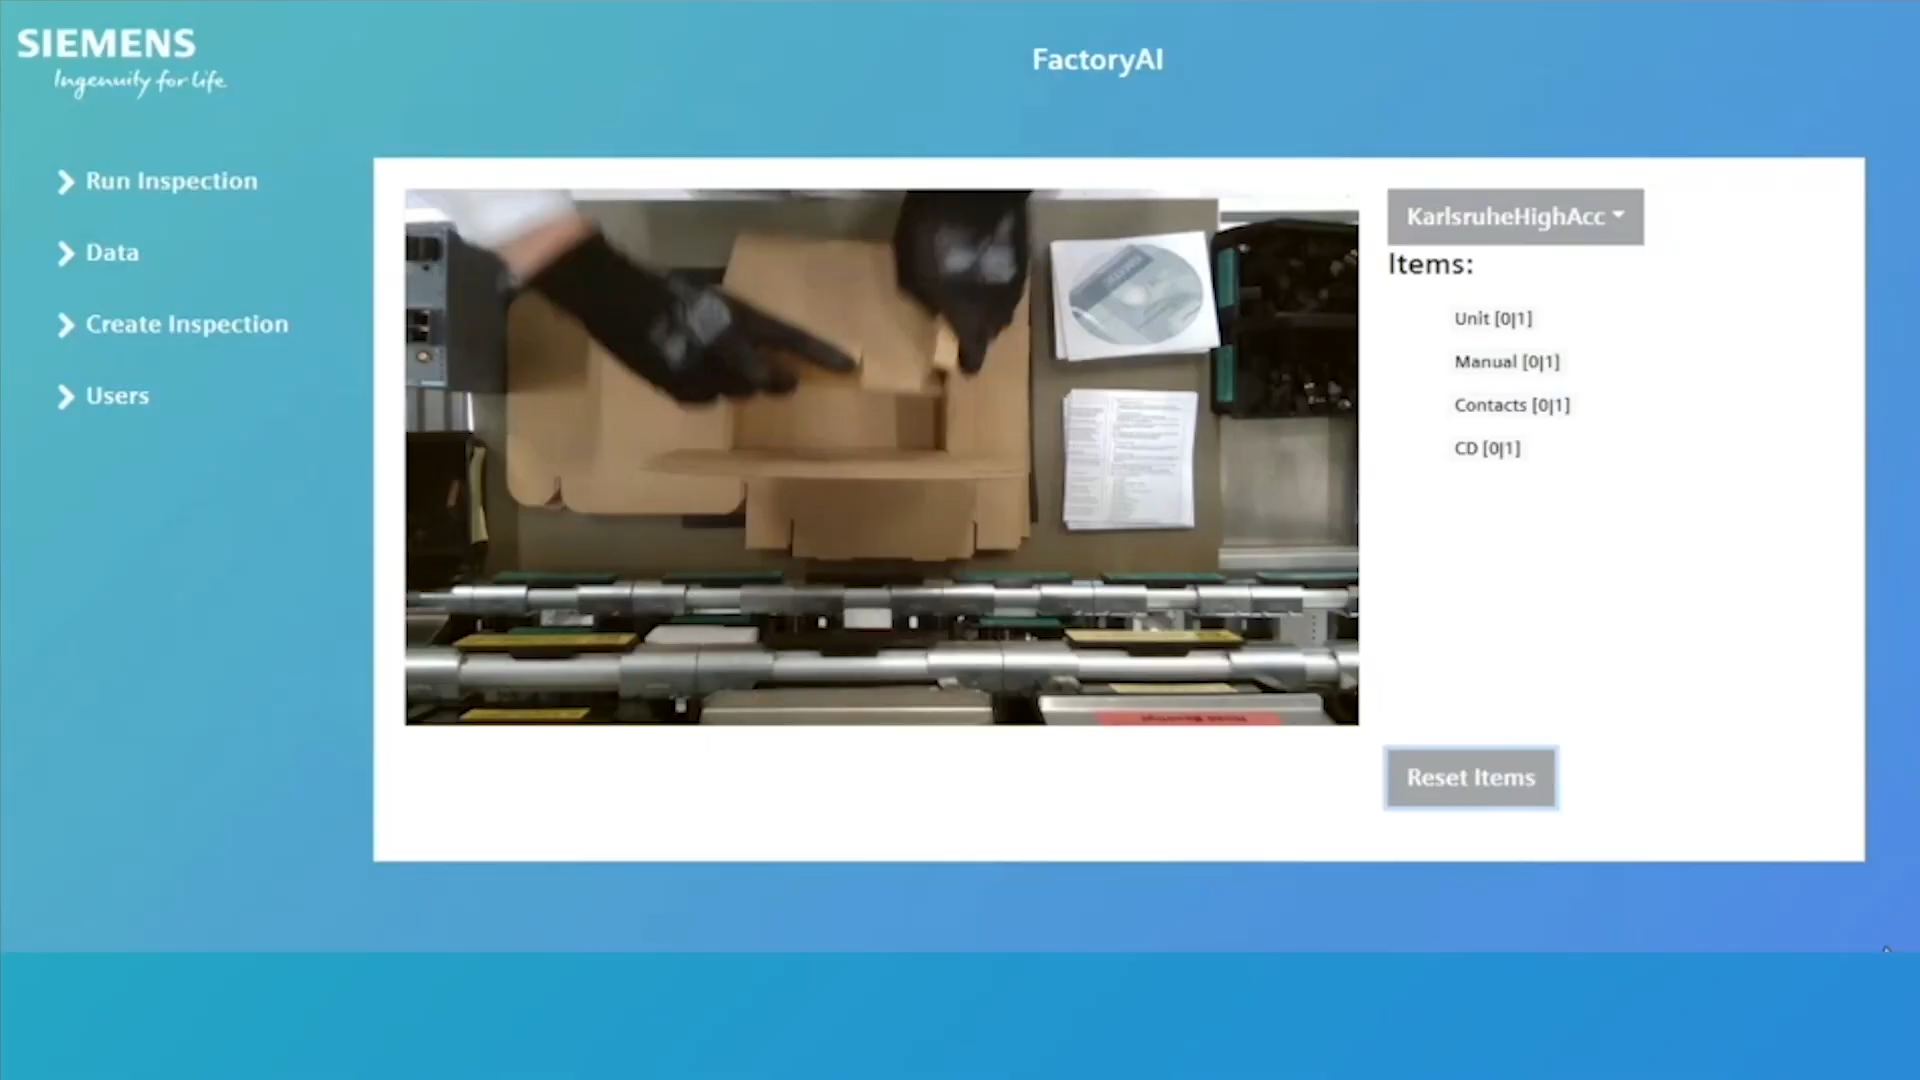 SIEMENS
Ingenuity for life
FactoryAI
Run Inspection
Data
Create Inspection
Users
KarlsruheHighAcc
Items:
Unit [0|1]
Manual [0|1]
Contacts [0|1]
CD [0|1]
Reset Items